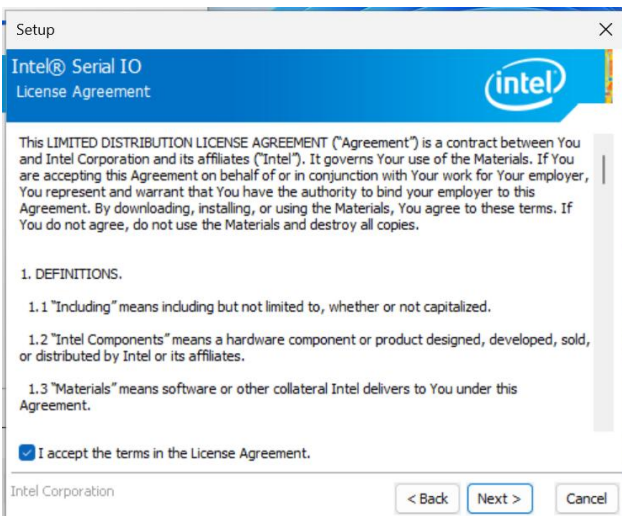 Setup
Intel® Serial IO
License Agreement
intel
This LIMITED DISTRIBUTION LICENSE AGREEMENT ("Agreement") is a contract between You
and Intel Corporation and its affiliates ("Intel"). It governs Your use of the Materials. If You
are accepting this Agreement on behalf of or in conjunction with Your work for Your employer,
You represent and warrant that You have the authority to bind your employer to this
Agreement. By downloading, installing, or using the Materials, You agree to these terms. If
You do not agree, do not use the Materials and destroy all copies.
1. DEFINITIONS.
1.1 "Including" means including but not limited to, whether or not capitalized.
1.2 "Intel Components" means a hardware component or product designed, developed, sold,
or distributed by Intel or its affiliates.
1.3 "Materials" means software or other collateral Intel delivers to You under this
Agreement.
I accept the terms in the License Agreement.
Intel Corporation
< Back Next > Cancel